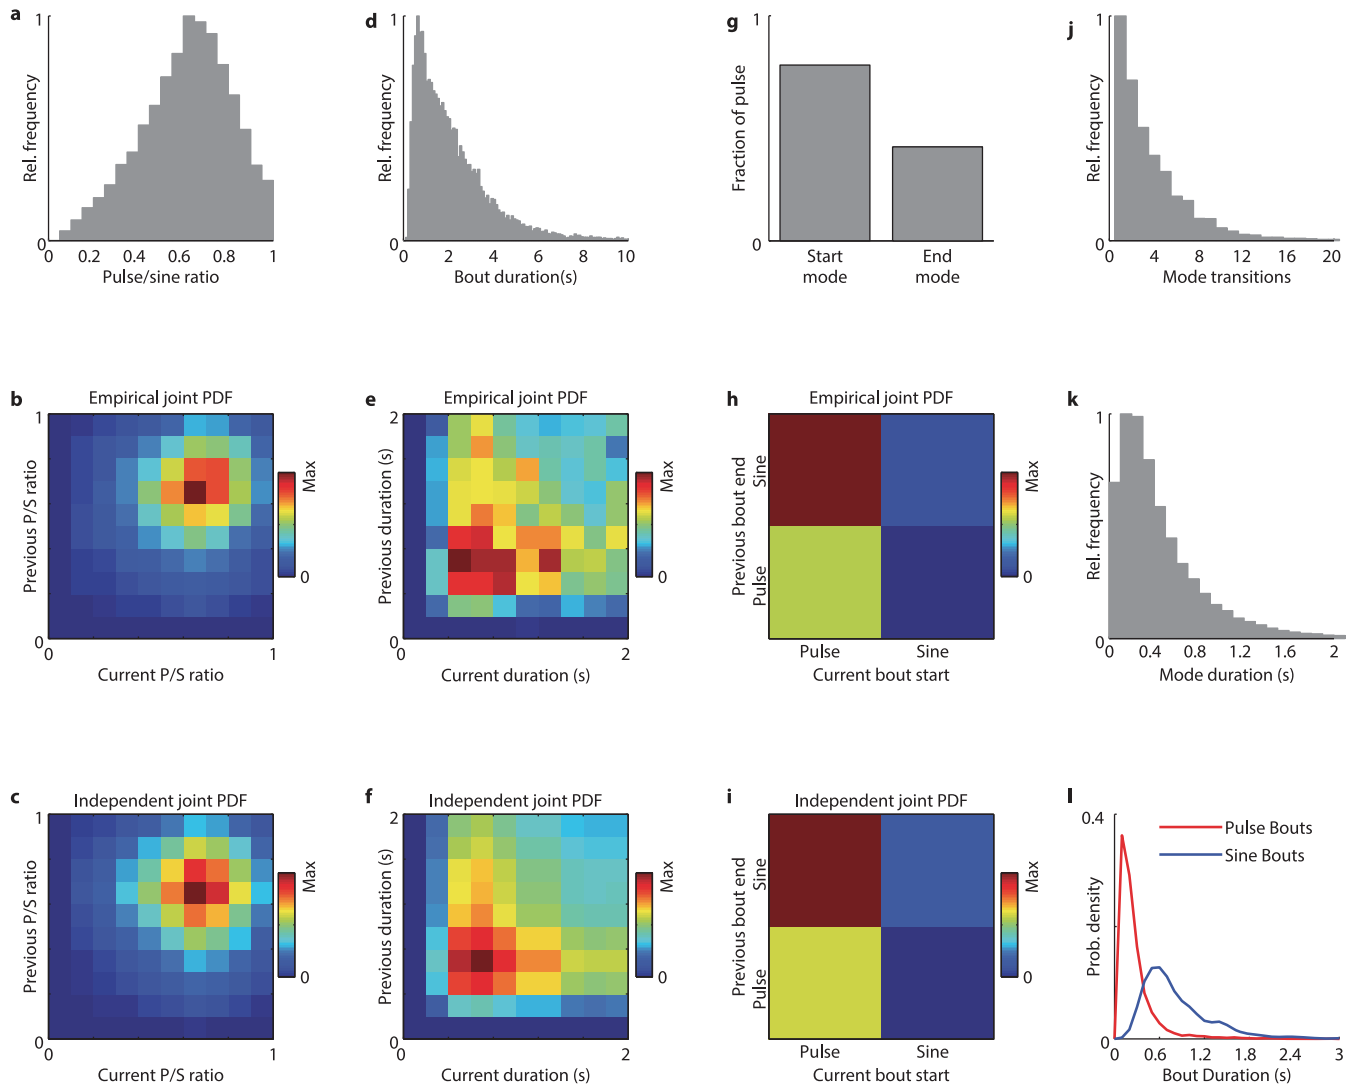 a
1
Rel. frequency
0
0.2
0.4
0.6
0.8
1
Pulse/sine ratio
d
1
Rel. frequency
0
0
2
4
6
8
10
Bout duration(s)
g
1
Fraction of pulse
1
Start
mode
End
mode
j
1
Rel. frequency
0
0
4
8
12
16
20
Mode transitions
b
Empirical joint PDF
1
Previous P/S ratio
0
0
1
Current P/S ratio
Max
0
e
Empirical joint PDF
2
Previous duration (s)
0
0
2
Current duration (s)
Max
0
h
Empirical joint PDF
Previous bout end
Sine
Pulse
Pulse
Sine
Current bout start
Max
0
k
1
Rel. frequency
0
0
0.4
0.8
1.2
1.6
2
Mode duration (s)
c
Independent joint PDF
1
Previous P/S ratio
0
0
1
Current P/S ratio
Max
0
f
Independent joint PDF
2
Previous duration (s)
0
0
2
Current duration (s)
Max
0
i
Independent joint PDF
Previous bout end
Sine
Pulse
Pulse
Sine
Current bout start
Max
0
l
0.4
Prob. density
0
0
0.6
1.2
1.8
2.4
3
Bout Duration (s)
Pulse Bouts
Sine Bouts